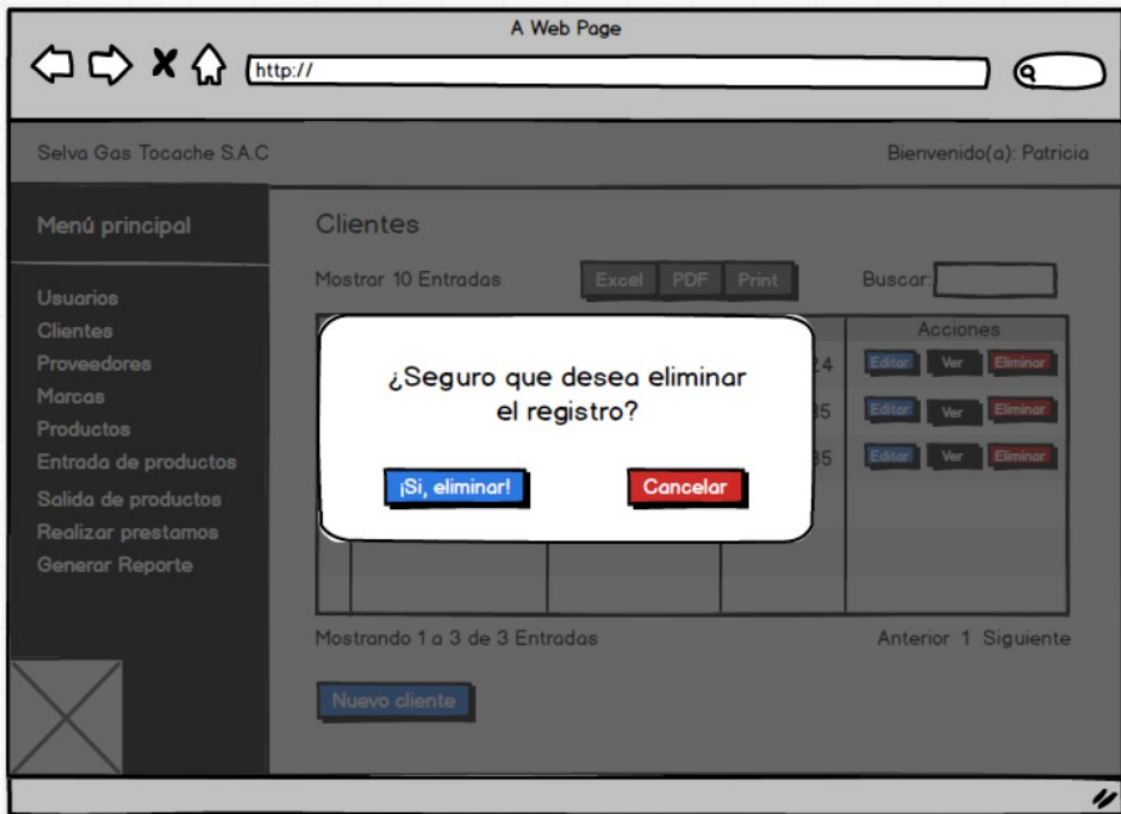 A Web Page
http://
Selva Gas Tocache S.A.C
Bienvenido(a): Patricia
Menú principal
Usuarios
Clientes
Proveedores
Marcas
Productos
Entrada de productos
Salida de productos
Realizar prestamos
Generar Reporte
Clientes
Mostrar 10 Entradas
Excel PDF Print
Buscar:
Acciones
24 Editar Ver Eliminar
35 Editar Ver Eliminar
35 Editar Ver Eliminar
¿Seguro que desea eliminar
el registro?
¡Si, eliminar! Cancelar
Mostrando 1 a 3 de 3 Entradas
Anterior 1 Siguiente
Nuevo cliente